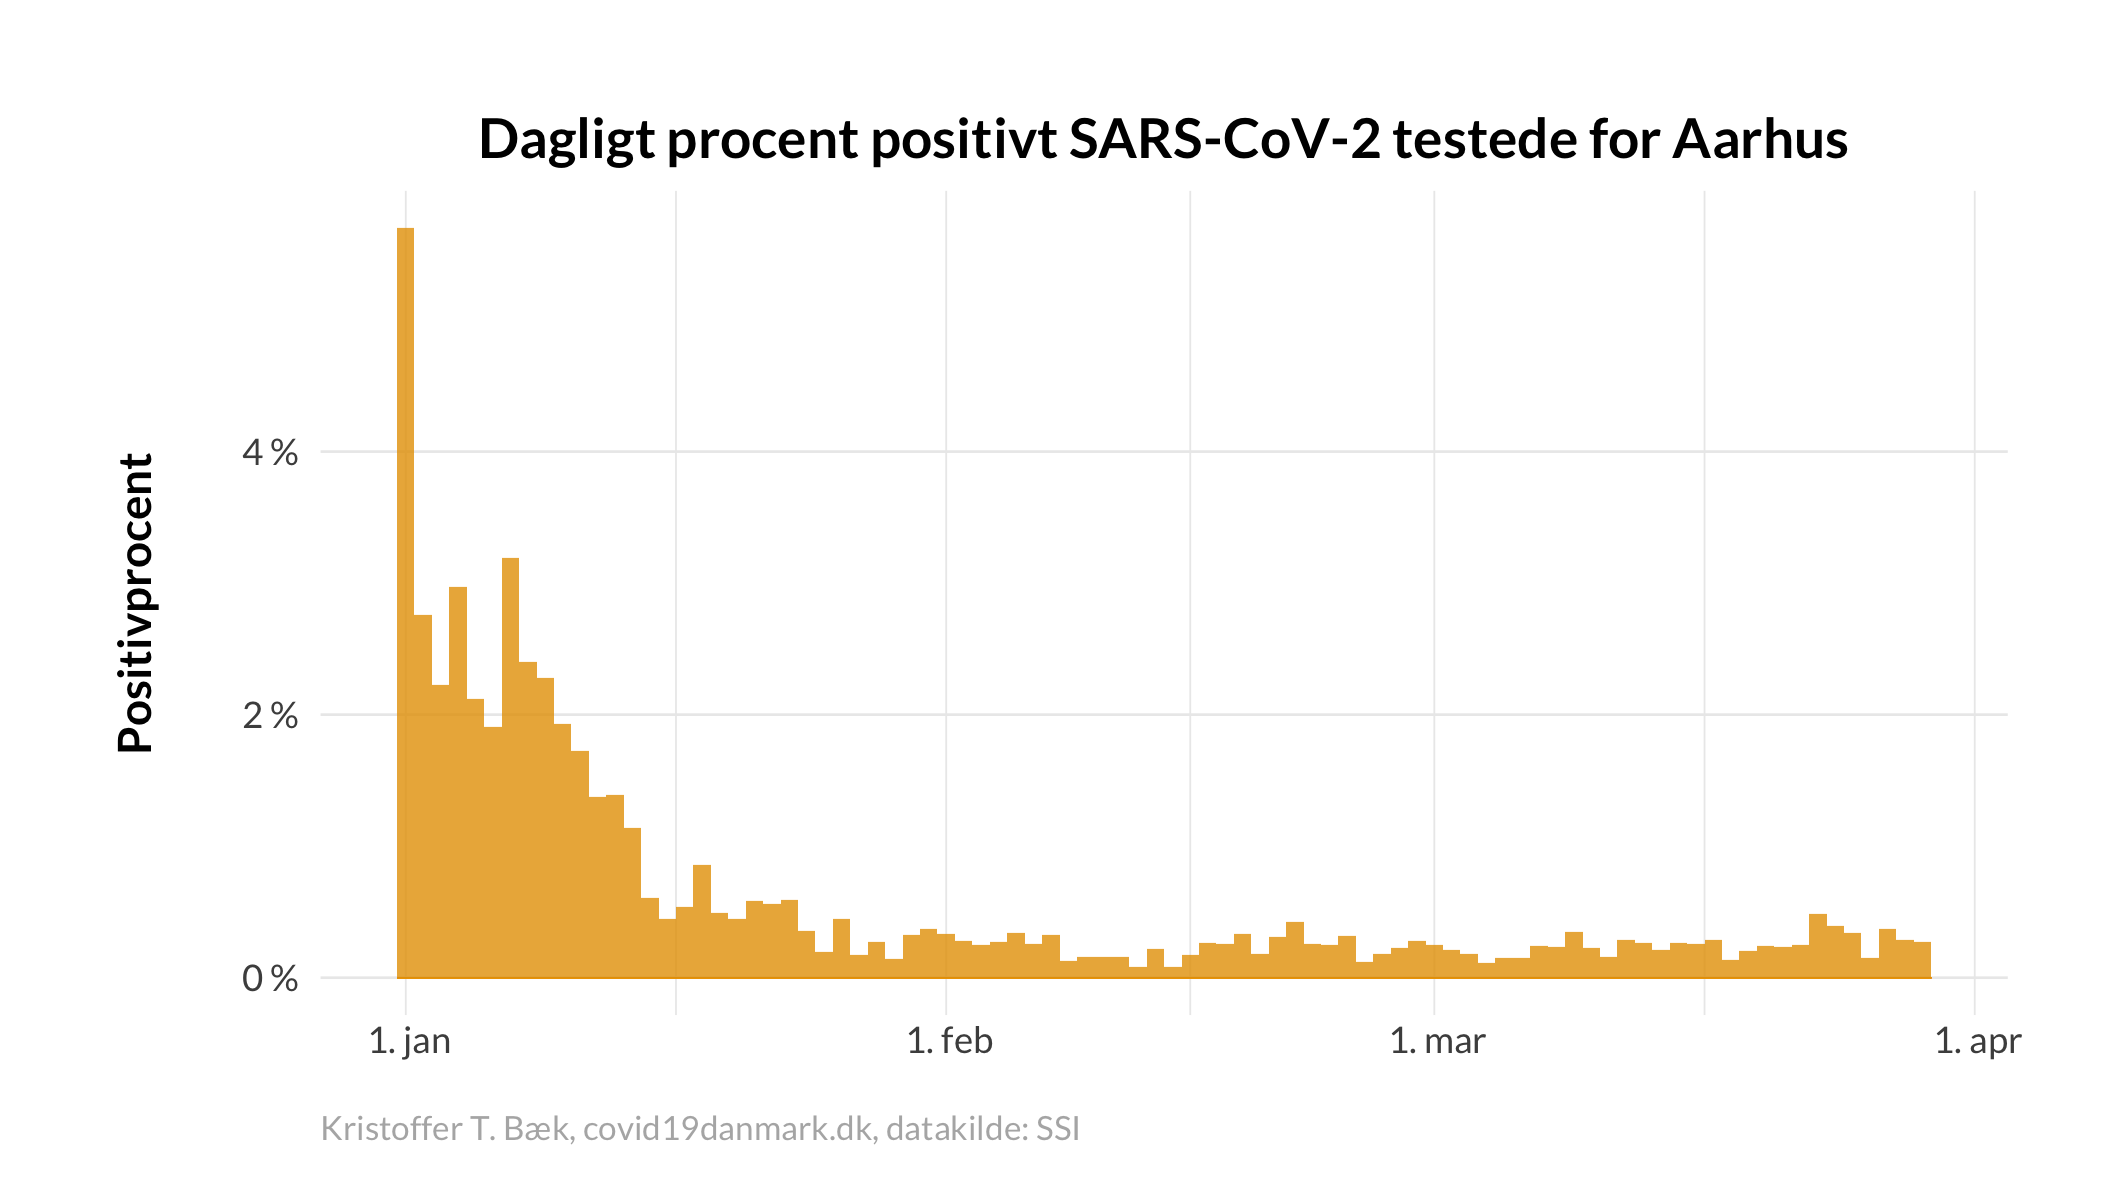 Dagligt procent positivt SARS-CoV-2 testede for Aarhus
Positivprocent
4 %
2 %
0 %
1. jan
1. feb
1. mar
1. apr
Kristoffer T. Bæk, covid19danmark.dk, datakilde: SSI